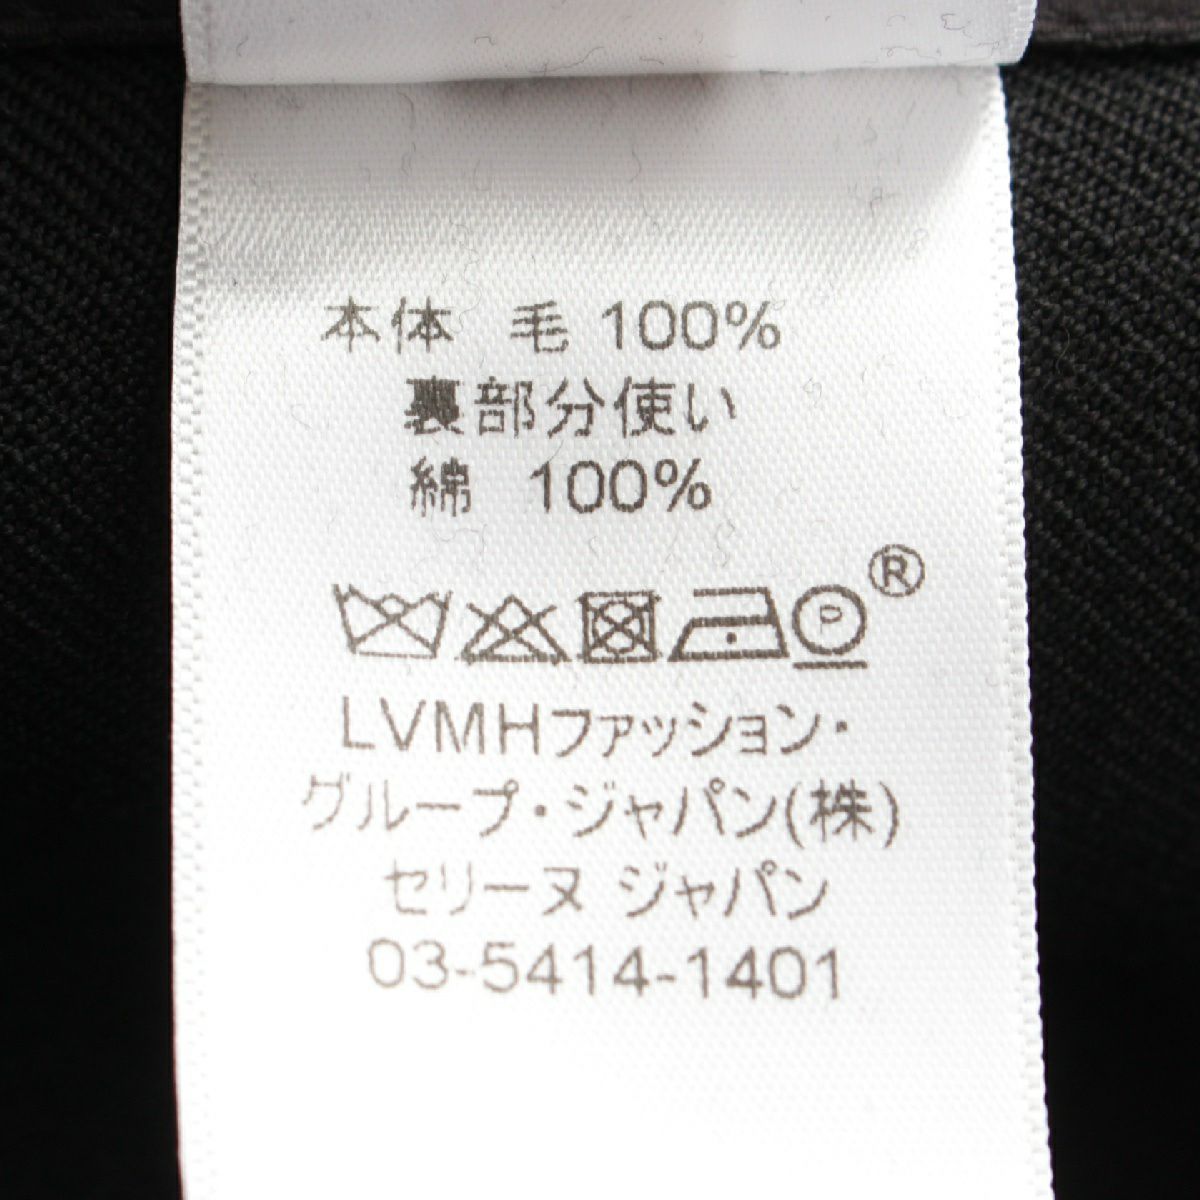 本体 毛 100%
裏部分使い
綿 100%
P ®
LVMHファッション・
グループ・ジャパン(株)
セリーヌ ジャパン
03-5414-1401